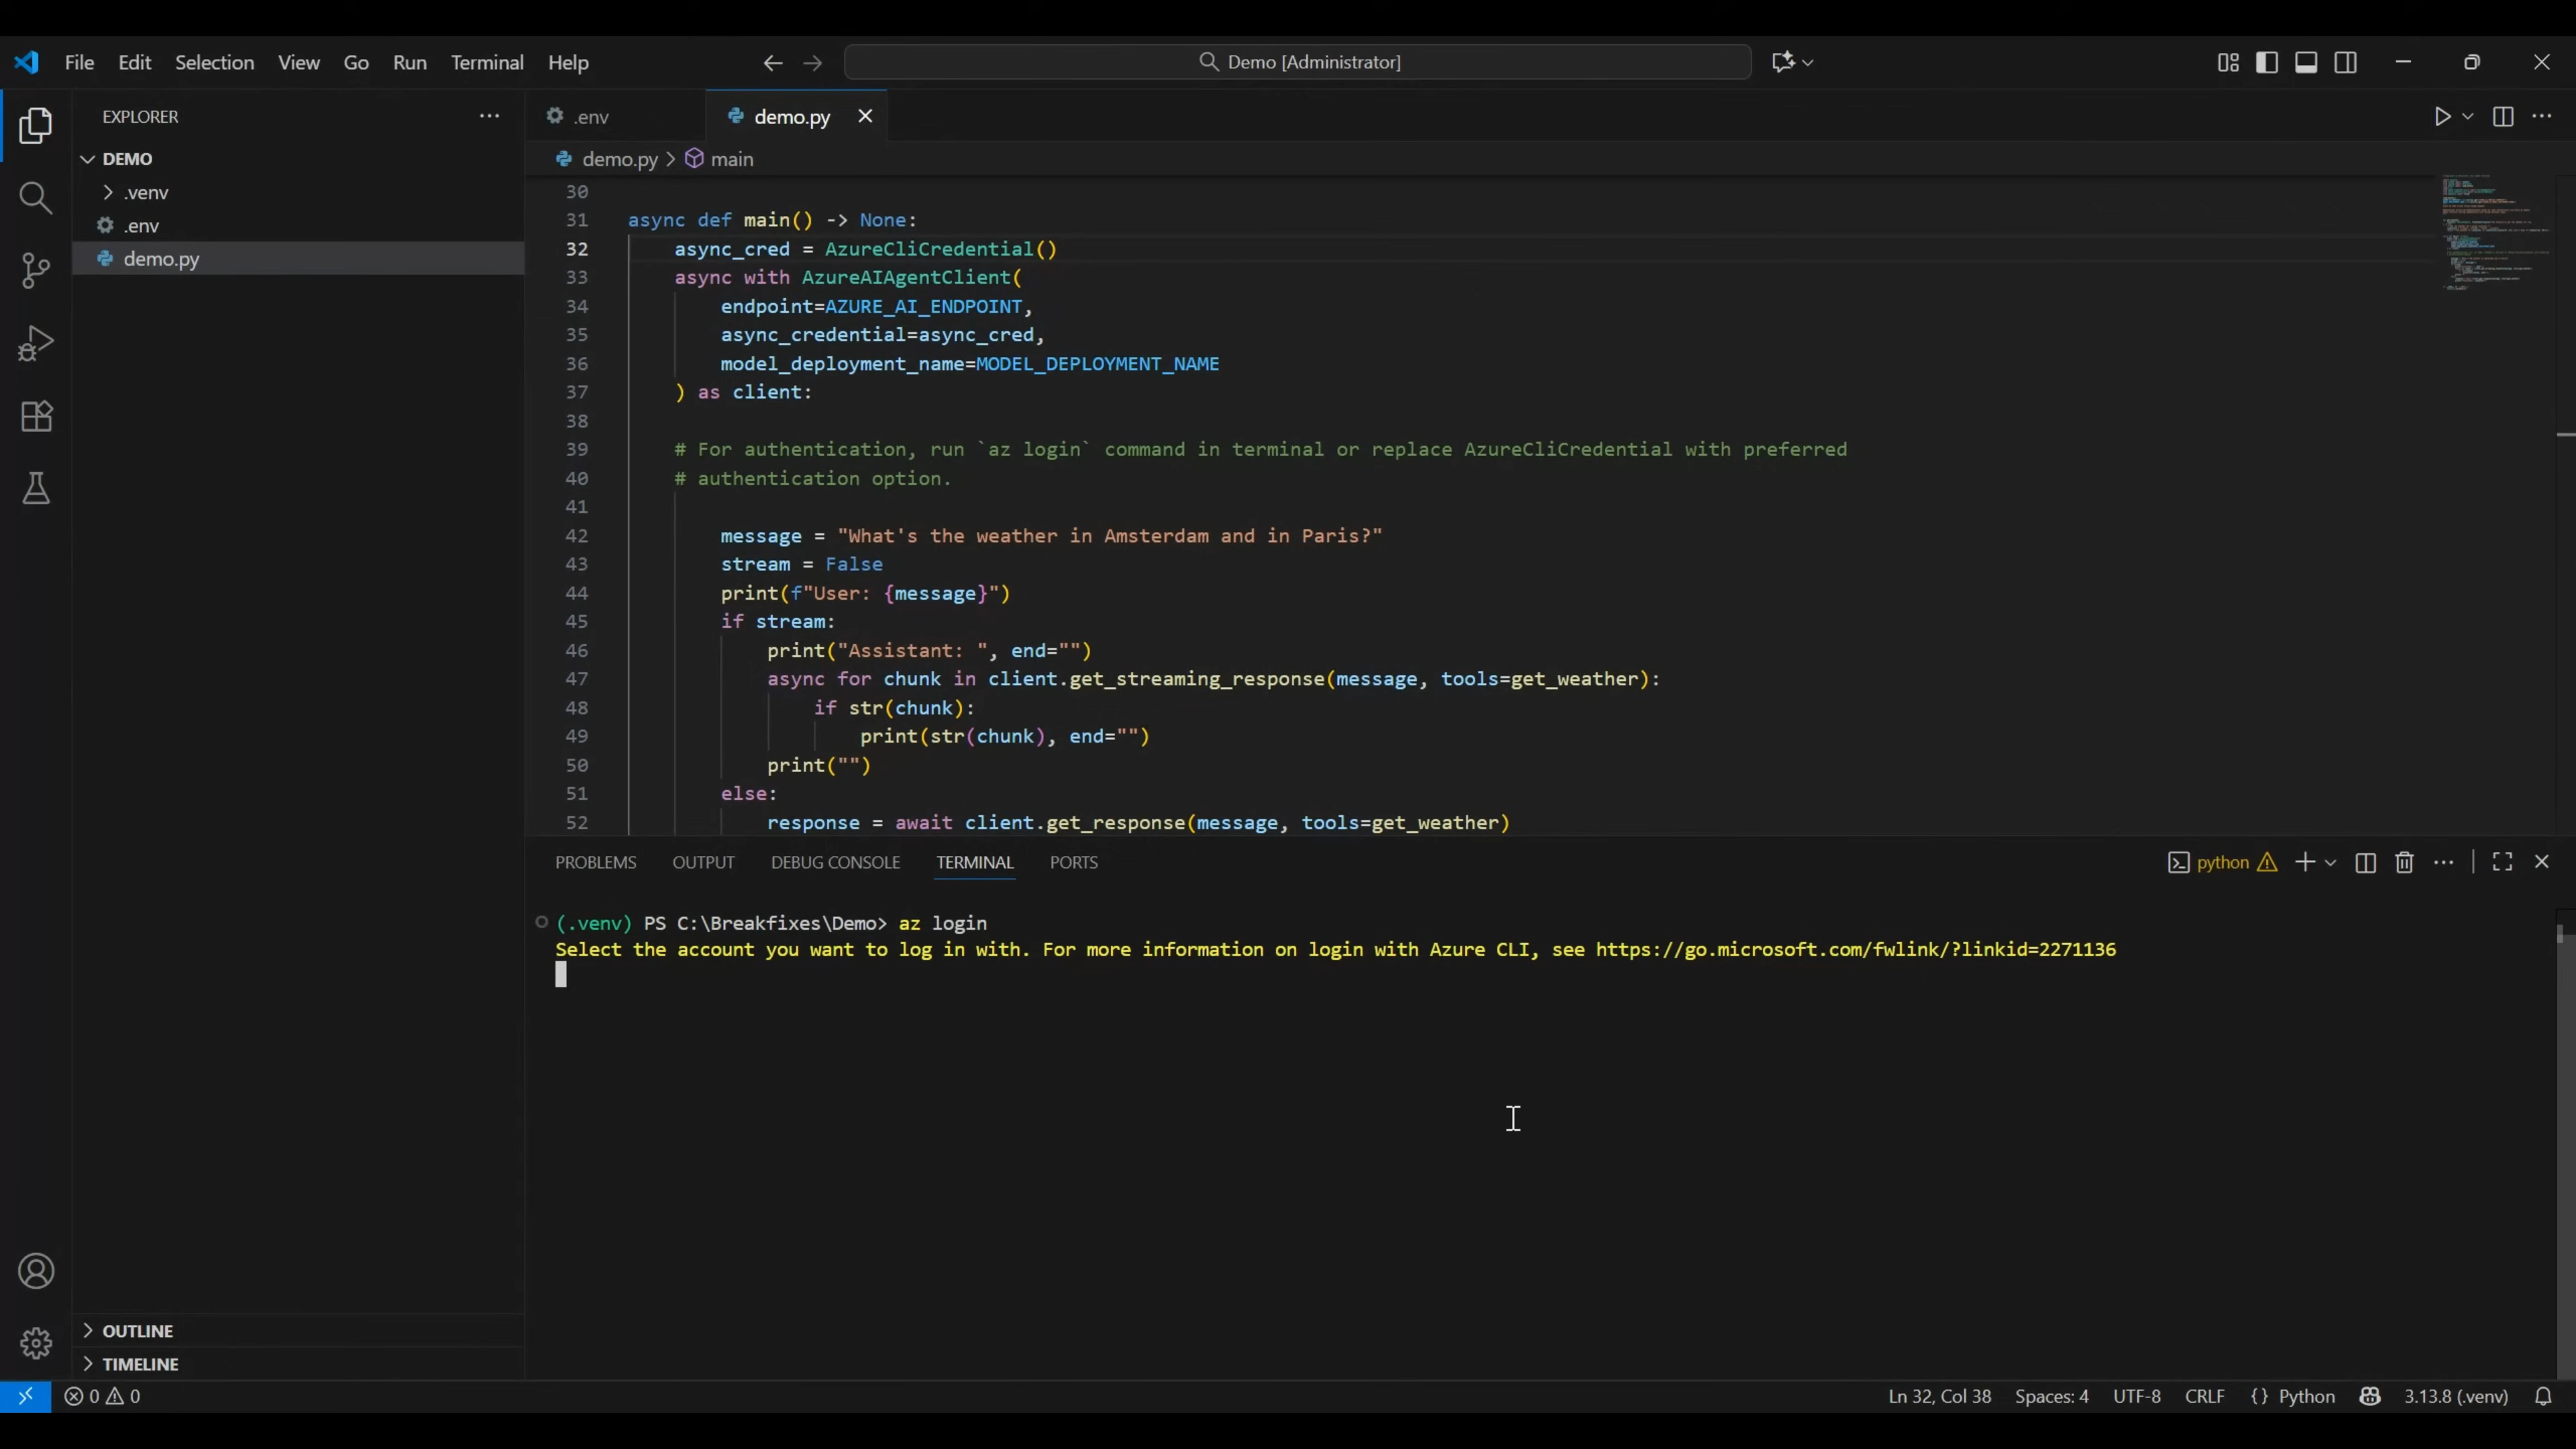 File Edit Selection View Go Run Terminal Help
Demo [Administrator]
EXPLORER
DEMO
.venv
.env
demo.py
OUTLINE
TIMELINE
.env
demo.py
demo.py > main
30
31 async def main() -> None:
32     async_cred = AzureCliCredential()
33     async with AzureAIAgentClient(
34         endpoint=AZURE_AI_ENDPOINT,
35         async_credential=async_cred,
36         model_deployment_name=MODEL_DEPLOYMENT_NAME
37     ) as client:
38
39     # For authentication, run `az login` command in terminal or replace AzureCliCredential with preferred
40     # authentication option.
41
42         message = "What's the weather in Amsterdam and in Paris?"
43         stream = False
44         print(f"User: {message}")
45         if stream:
46             print("Assistant: ", end="")
47             async for chunk in client.get_streaming_response(message, tools=get_weather):
48                 if str(chunk):
49                     print(str(chunk), end="")
50             print("")
51         else:
52             response = await client.get_response(message, tools=get_weather)
PROBLEMS OUTPUT DEBUG CONSOLE TERMINAL PORTS
python
(.venv) PS C:\Breakfixes\Demo> az login
Select the account you want to log in with. For more information on login with Azure CLI, see https://go.microsoft.com/fwlink/?linkid=2271136
0 0
Ln 32, Col 38 Spaces: 4 UTF-8 CRLF {} Python 3.13.8 (.venv)